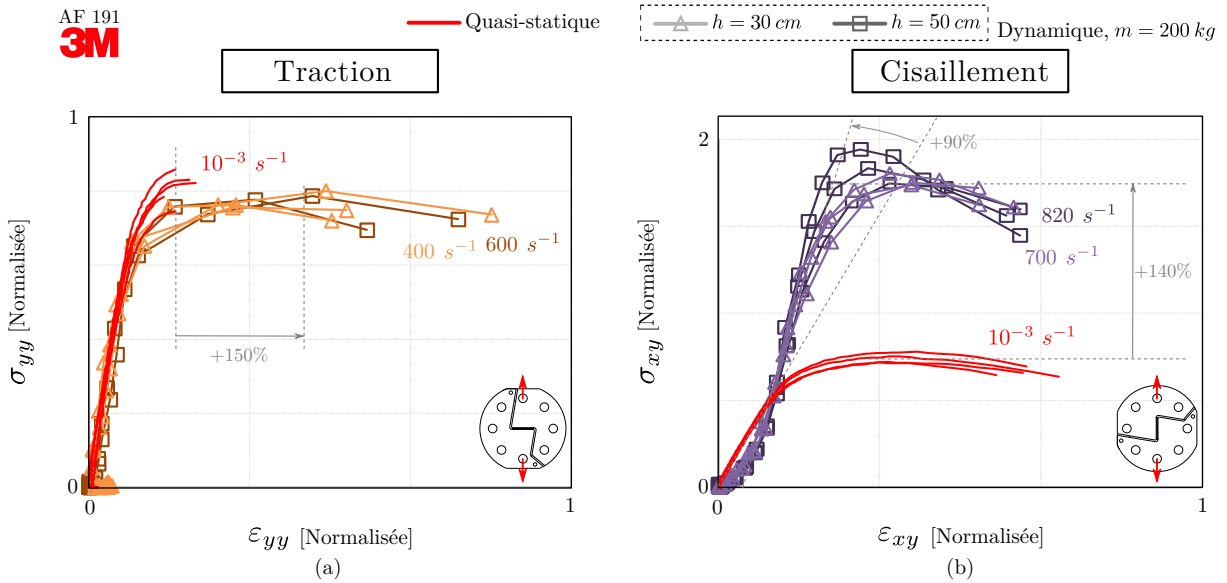 AF 191
3M
Quasi-statique
h = 30 cm
h = 50 cm
Dynamique, m = 200 kg
Traction
Cisaillement
1
10⁻³ s⁻¹
400 s⁻¹
600 s⁻¹
+150%
0
0
1
σyy [Normalisée]
εyy [Normalisée]
(a)
2
+90%
820 s⁻¹
700 s⁻¹
+140%
10⁻³ s⁻¹
0
0
1
σxy [Normalisée]
εxy [Normalisée]
(b)